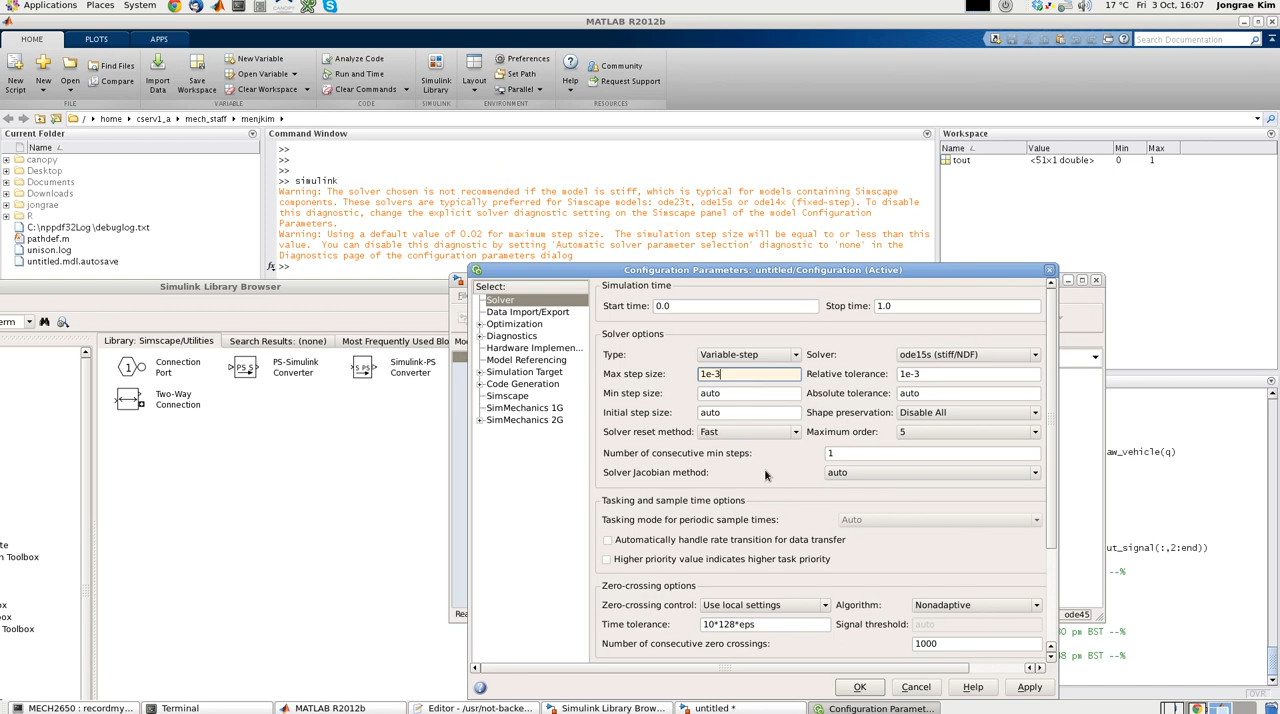 Applications Places System 17 °C Fri 3 Oct, 16:07 Jongrae Kim
MATLAB R2012b
HOME PLOTS APPS Search Documentation
New Script New Open Find Files Compare Import Data Save Workspace New Variable Open Variable Clear Workspace Analyze Code Run and Time Clear Commands Simulink Library Layout Preferences Set Path Parallel Help Community Request Support
FILE VARIABLE CODE SIMULINK ENVIRONMENT RESOURCES
/ home cserv1_a mech_staff menjkim
Current Folder Command Window Workspace
Name Name Value Min Max
canopy
Desktop
Documents
Downloads
jongrae
R
C:\nppdf32Log\debuglog.txt
pathdef.m
unison.log
untitled.mdl.autosave
>>
>>
>>
>> simulink
Warning: The solver chosen is not recommended if the model is stiff, which is typical for models containing Simscape
components. These solvers are typically preferred for Simscape models: ode23t, ode15s or ode14x (fixed-step). To disable
this diagnostic, change the explicit solver diagnostic setting on the Simscape panel of the model Configuration
Parameters.
Warning: Using a default value of 0.02 for maximum step size. The simulation step size will be equal to or less than this
value. You can disable this diagnostic by setting 'Automatic solver parameter selection' diagnostic to 'none' in the
Diagnostics page of the configuration parameters dialog
fx >>
tout <51x1 double> 0 1
Simulink Library Browser
erm
Library: Simscape/Utilities Search Results: (none) Most Frequently Used Blo
Connection Port
PS-Simulink Converter
Simulink-PS Converter
Two-Way Connection
PS S
S PS
te
n Toolbox
Toolbox
Configuration Parameters: untitled/Configuration (Active)
Select:
Solver
Data Import/Export
Optimization
Diagnostics
Hardware Implemen...
Model Referencing
Simulation Target
Code Generation
Simscape
SimMechanics 1G
SimMechanics 2G
Simulation time
Start time: 0.0 Stop time: 1.0
Solver options
Type: Variable-step Solver: ode15s (stiff/NDF)
Max step size: 1e-3 Relative tolerance: 1e-3
Min step size: auto Absolute tolerance: auto
Initial step size: auto Shape preservation: Disable All
Solver reset method: Fast Maximum order: 5
Number of consecutive min steps: 1
Solver Jacobian method: auto
Tasking and sample time options
Tasking mode for periodic sample times: Auto
Automatically handle rate transition for data transfer
Higher priority value indicates higher task priority
Zero-crossing options
Zero-crossing control: Use local settings Algorithm: Nonadaptive
Time tolerance: 10*128*eps Signal threshold: auto
Number of consecutive zero crossings: 1000
OK Cancel Help Apply
Rea
ode45
aw_vehicle(q)
ut_signal(:,2:end))
--%
0 pm BST --%
8 pm BST --%
OVR
MECH2650 : recordmy... Terminal MATLAB R2012b Editor - /usr/not-backe... Simulink Library Brow... untitled * Configuration Paramet...